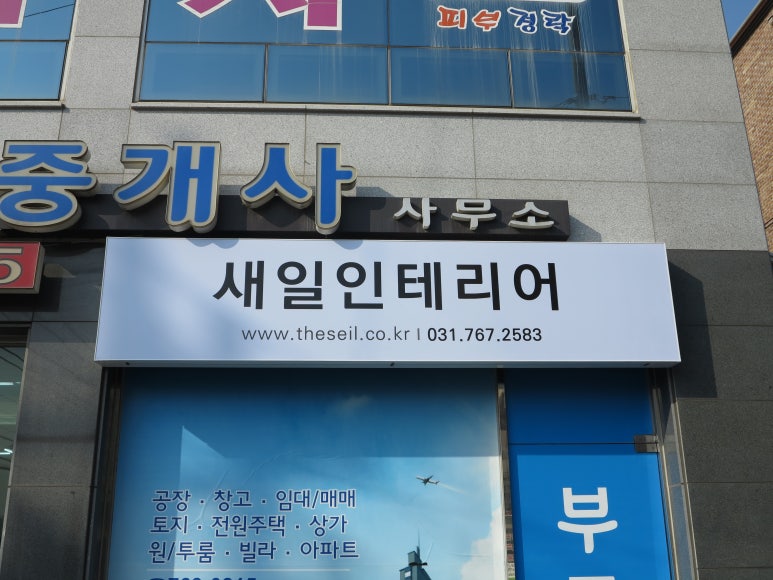 피부경락
중개사 사무소
5
새일인테리어
www.theseil.co.kr | 031.767.2583
공장 · 창고 · 임대/매매
토지 · 전원주택 · 상가
원/투룸 · 빌라 · 아파트
부